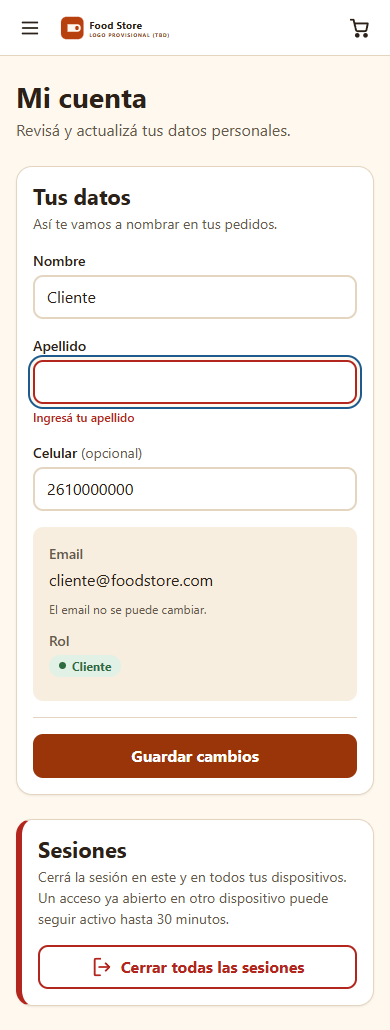 Food Store
LOGO PROVISIONAL (TBD)
Mi cuenta
Revisá y actualizá tus datos personales.
Tus datos
Así te vamos a nombrar en tus pedidos.
Nombre
Cliente
Apellido
Ingresá tu apellido
Celular (opcional)
2610000000
Email
cliente@foodstore.com
El email no se puede cambiar.
Rol
Cliente
Guardar cambios
Sesiones
Cerrá la sesión en este y en todos tus dispositivos.
Un acceso ya abierto en otro dispositivo puede
seguir activo hasta 30 minutos.
Cerrar todas las sesiones